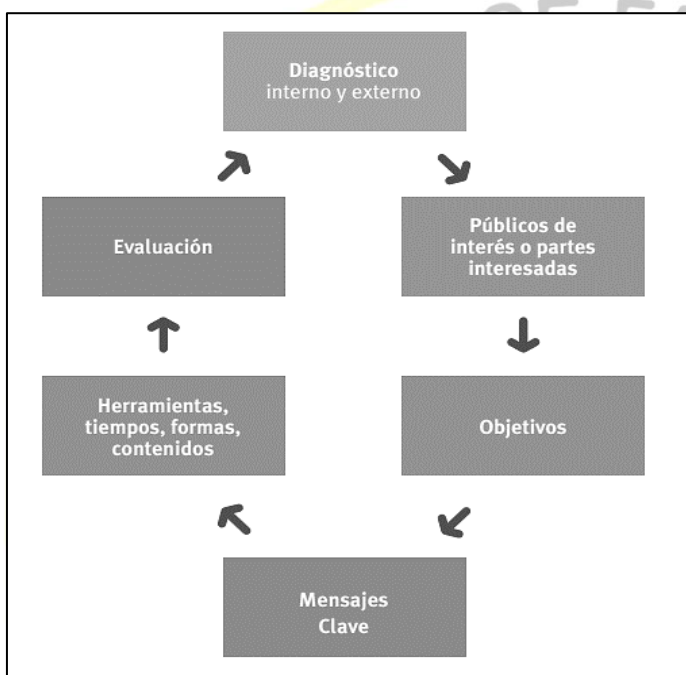 Diagnóstico
interno y externo
Públicos de
interés o partes
interesadas
Objetivos
Mensajes
Clave
Herramientas,
tiempos, formas,
contenidos
Evaluación